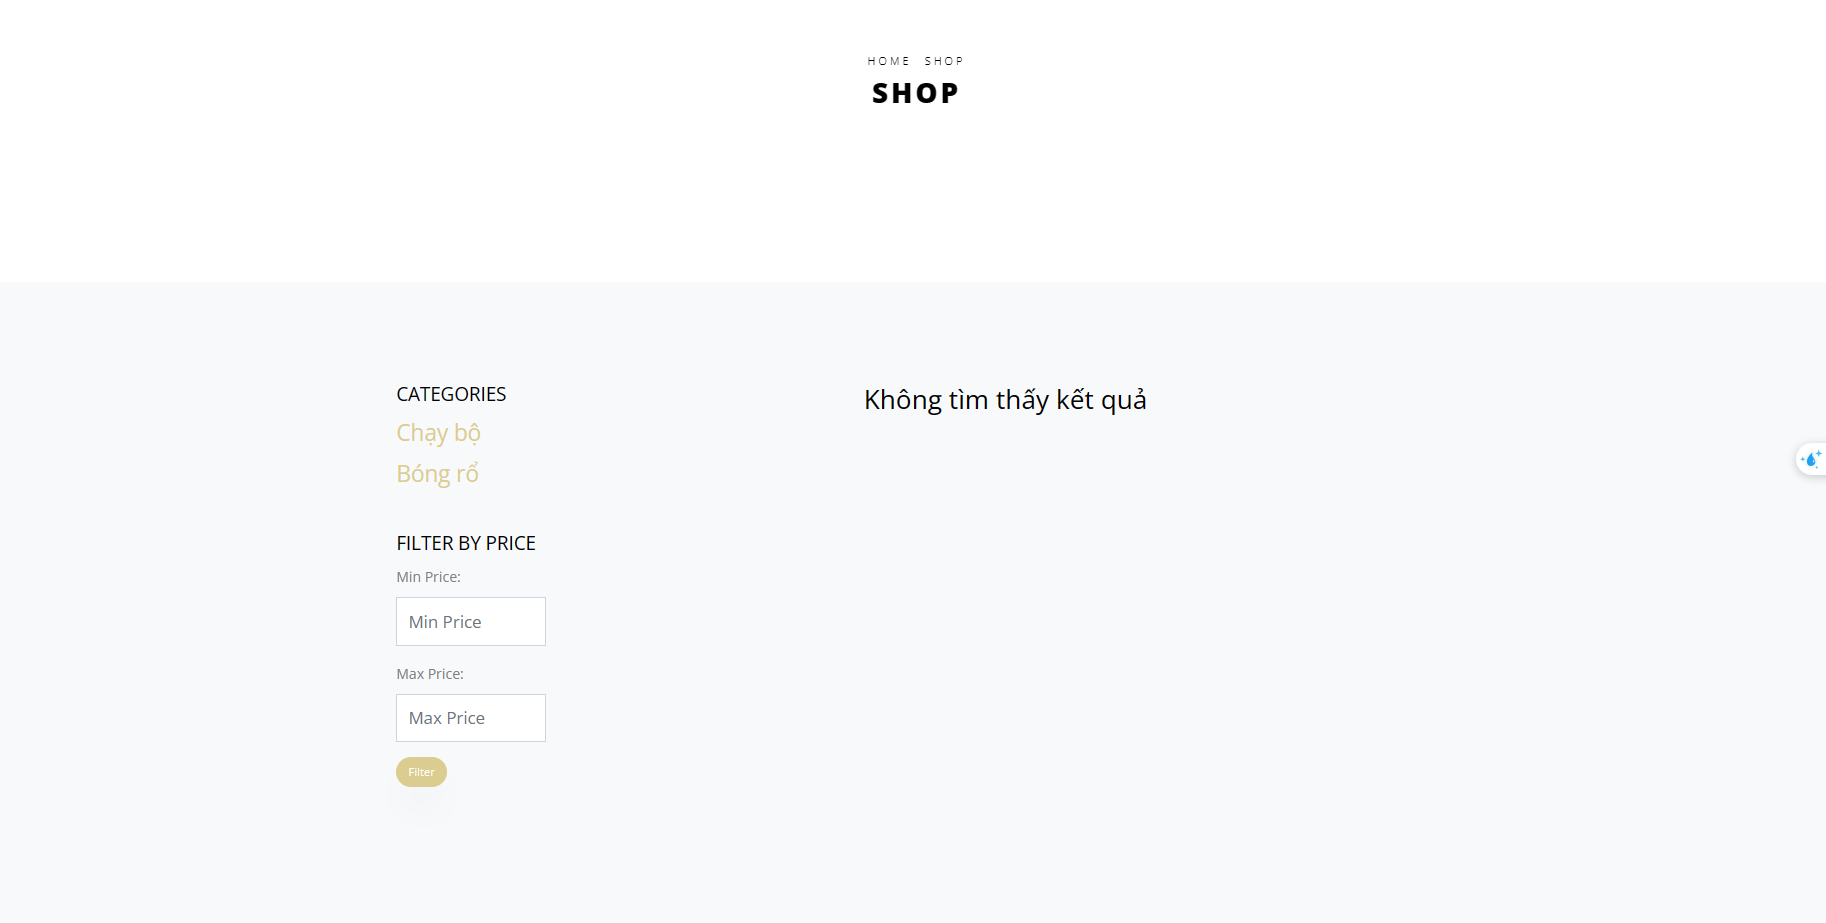 HOME SHOP
SHOP
CATEGORIES
Chạy bộ
Bóng rổ
FILTER BY PRICE
Min Price:
Min Price
Max Price:
Max Price
Filter
Không tìm thấy kết quả